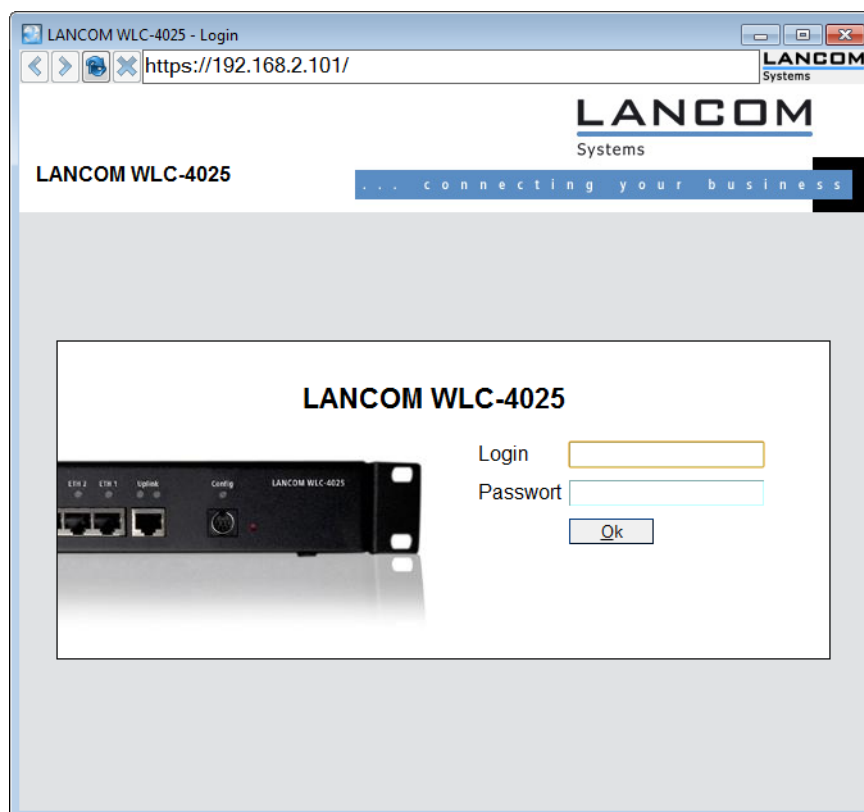 LANCOM WLC-4025 - Login
https://192.168.2.101/
LANCOM
Systems
LANCOM
Systems
LANCOM WLC-4025
... connecting your business
LANCOM WLC-4025
Login
Passwort
Ok
ETH 2 ETH 1 Uplink Config LANCOM WLC-4025